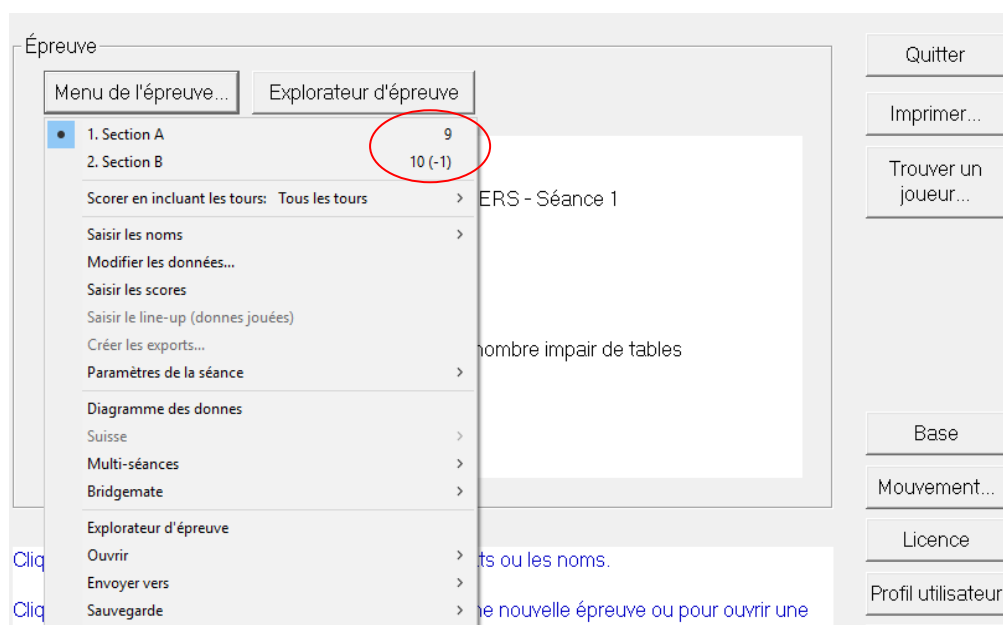 Épreuve
Menu de l'épreuve... Explorateur d'épreuve
1. Section A 9
2. Section B 10 (-1)
Scorer en incluant les tours: Tous les tours >
Saisir les noms >
Modifier les données...
Saisir les scores
Saisir le line-up (donnes jouées)
Créer les exports...
Paramètres de la séance >
Diagramme des donnes
Suisse >
Multi-séances >
Bridgemate >
Explorateur d'épreuve
Ouvrir >
Envoyer vers >
Sauvegarde >
ERS - Séance 1
nombre impair de tables
Cliq ts ou les noms.
Cliq ne nouvelle épreuve ou pour ouvrir une
Quitter
Imprimer...
Trouver un
joueur...
Base
Mouvement...
Licence
Profil utilisateur